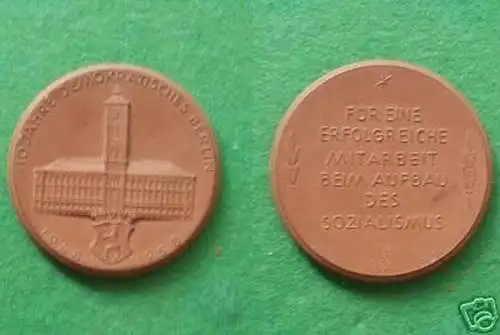 10 JAHRE DEMOKRATISCHES BERLIN
FÜR EINE
ERFOLGREICHE
MITARBEIT
BEIM AUFBAU
DES
SOZIALISMUS